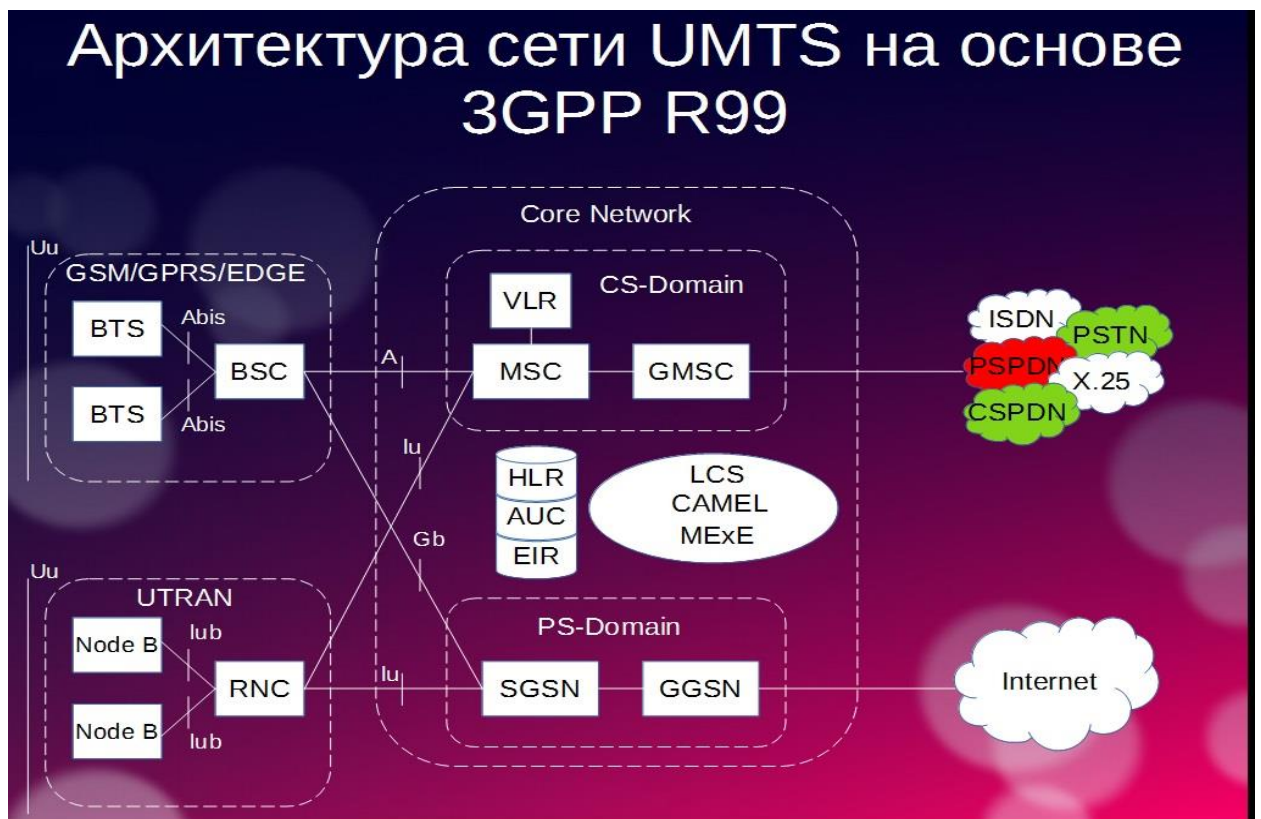 Архитектура сети UMTS на основе
3GPP R99
Core Network
Uu
GSM/GPRS/EDGE
CS-Domain
BTS
Abis
BSC
BTS
Abis
A
VLR
MSC
GMSC
ISDN
PSTN
PSPDN
X.25
CSPDN
Iu
Gb
HLR
AUC
EIR
LCS
CAMEL
MExE
Uu
UTRAN
Node B
Iub
RNC
Node B
Iub
Iu
PS-Domain
SGSN
GGSN
Internet